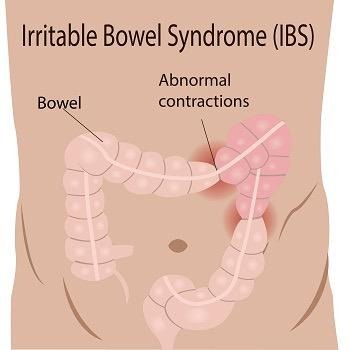 Irritable Bowel Syndrome (IBS)
Abnormal
contractions
Bowel